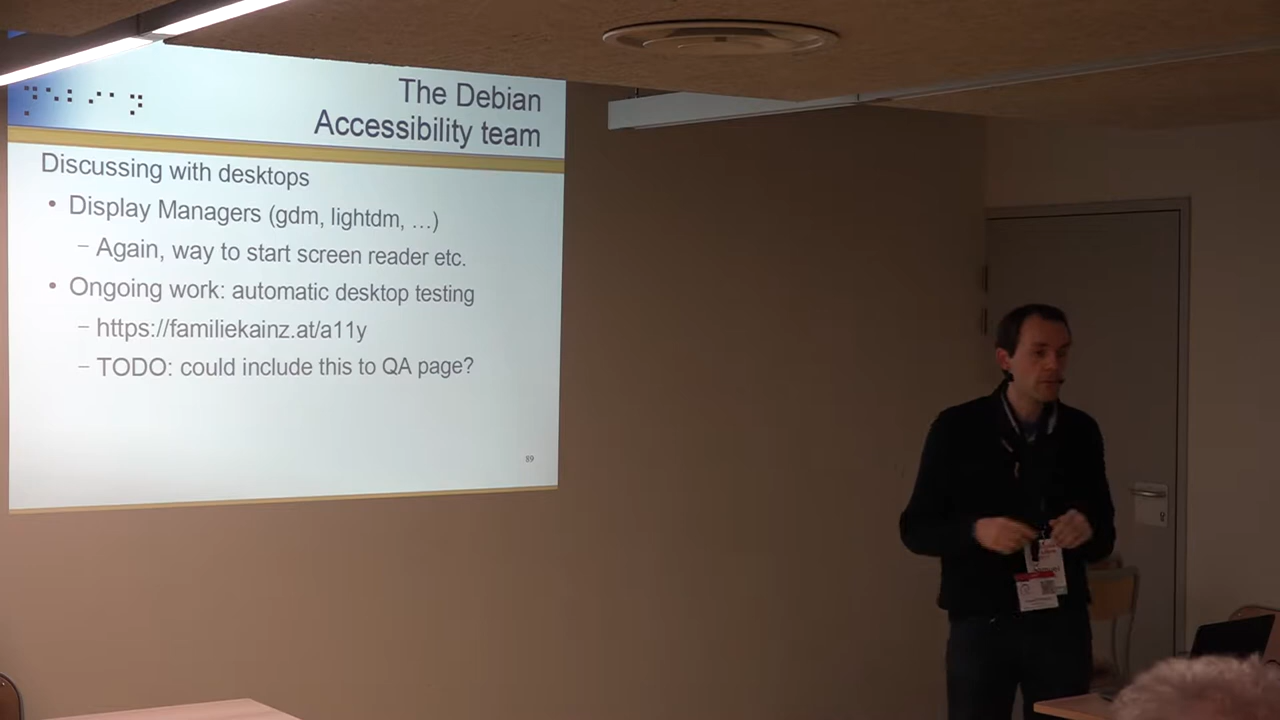 The Debian
Accessibility team
Discussing with desktops
• Display Managers (gdm, lightdm, …)
– Again, way to start screen reader etc.
• Ongoing work: automatic desktop testing
– https://familiekainz.at/a11y
– TODO: could include this to QA page?
89